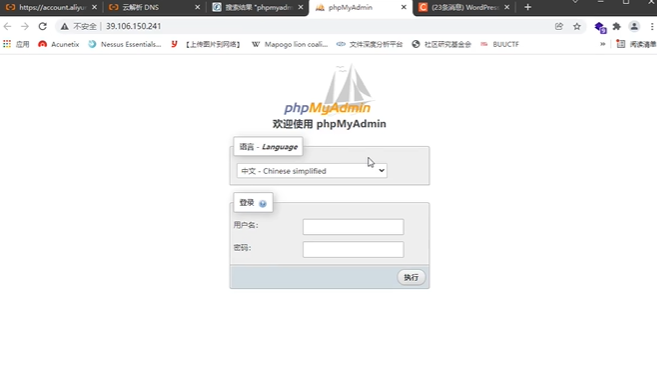 https://account.aliyu
云解析 DNS
搜索结果 "phpmyadm
phpMyAdmin
(23条消息) WordPres
不安全
39.106.150.241
应用
Acunetix
Nessus Essentials...
【上传图片到网络】
Mapogo lion coali...
文件深度分析平台
社区研究基金会
BUUCTF
»
阅读清单
phpMyAdmin
欢迎使用 phpMyAdmin
语言 - Language
中文 - Chinese simplified
登录
用户名:
密码:
执行